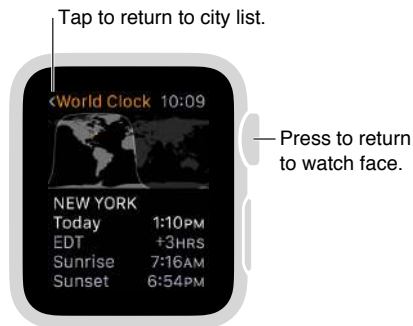 Tap to return to city list.
<World Clock 10:09
Press to return
to watch face.
NEW YORK
Today 1:10PM
EDT +3HRS
Sunrise 7:16AM
Sunset 6:54PM